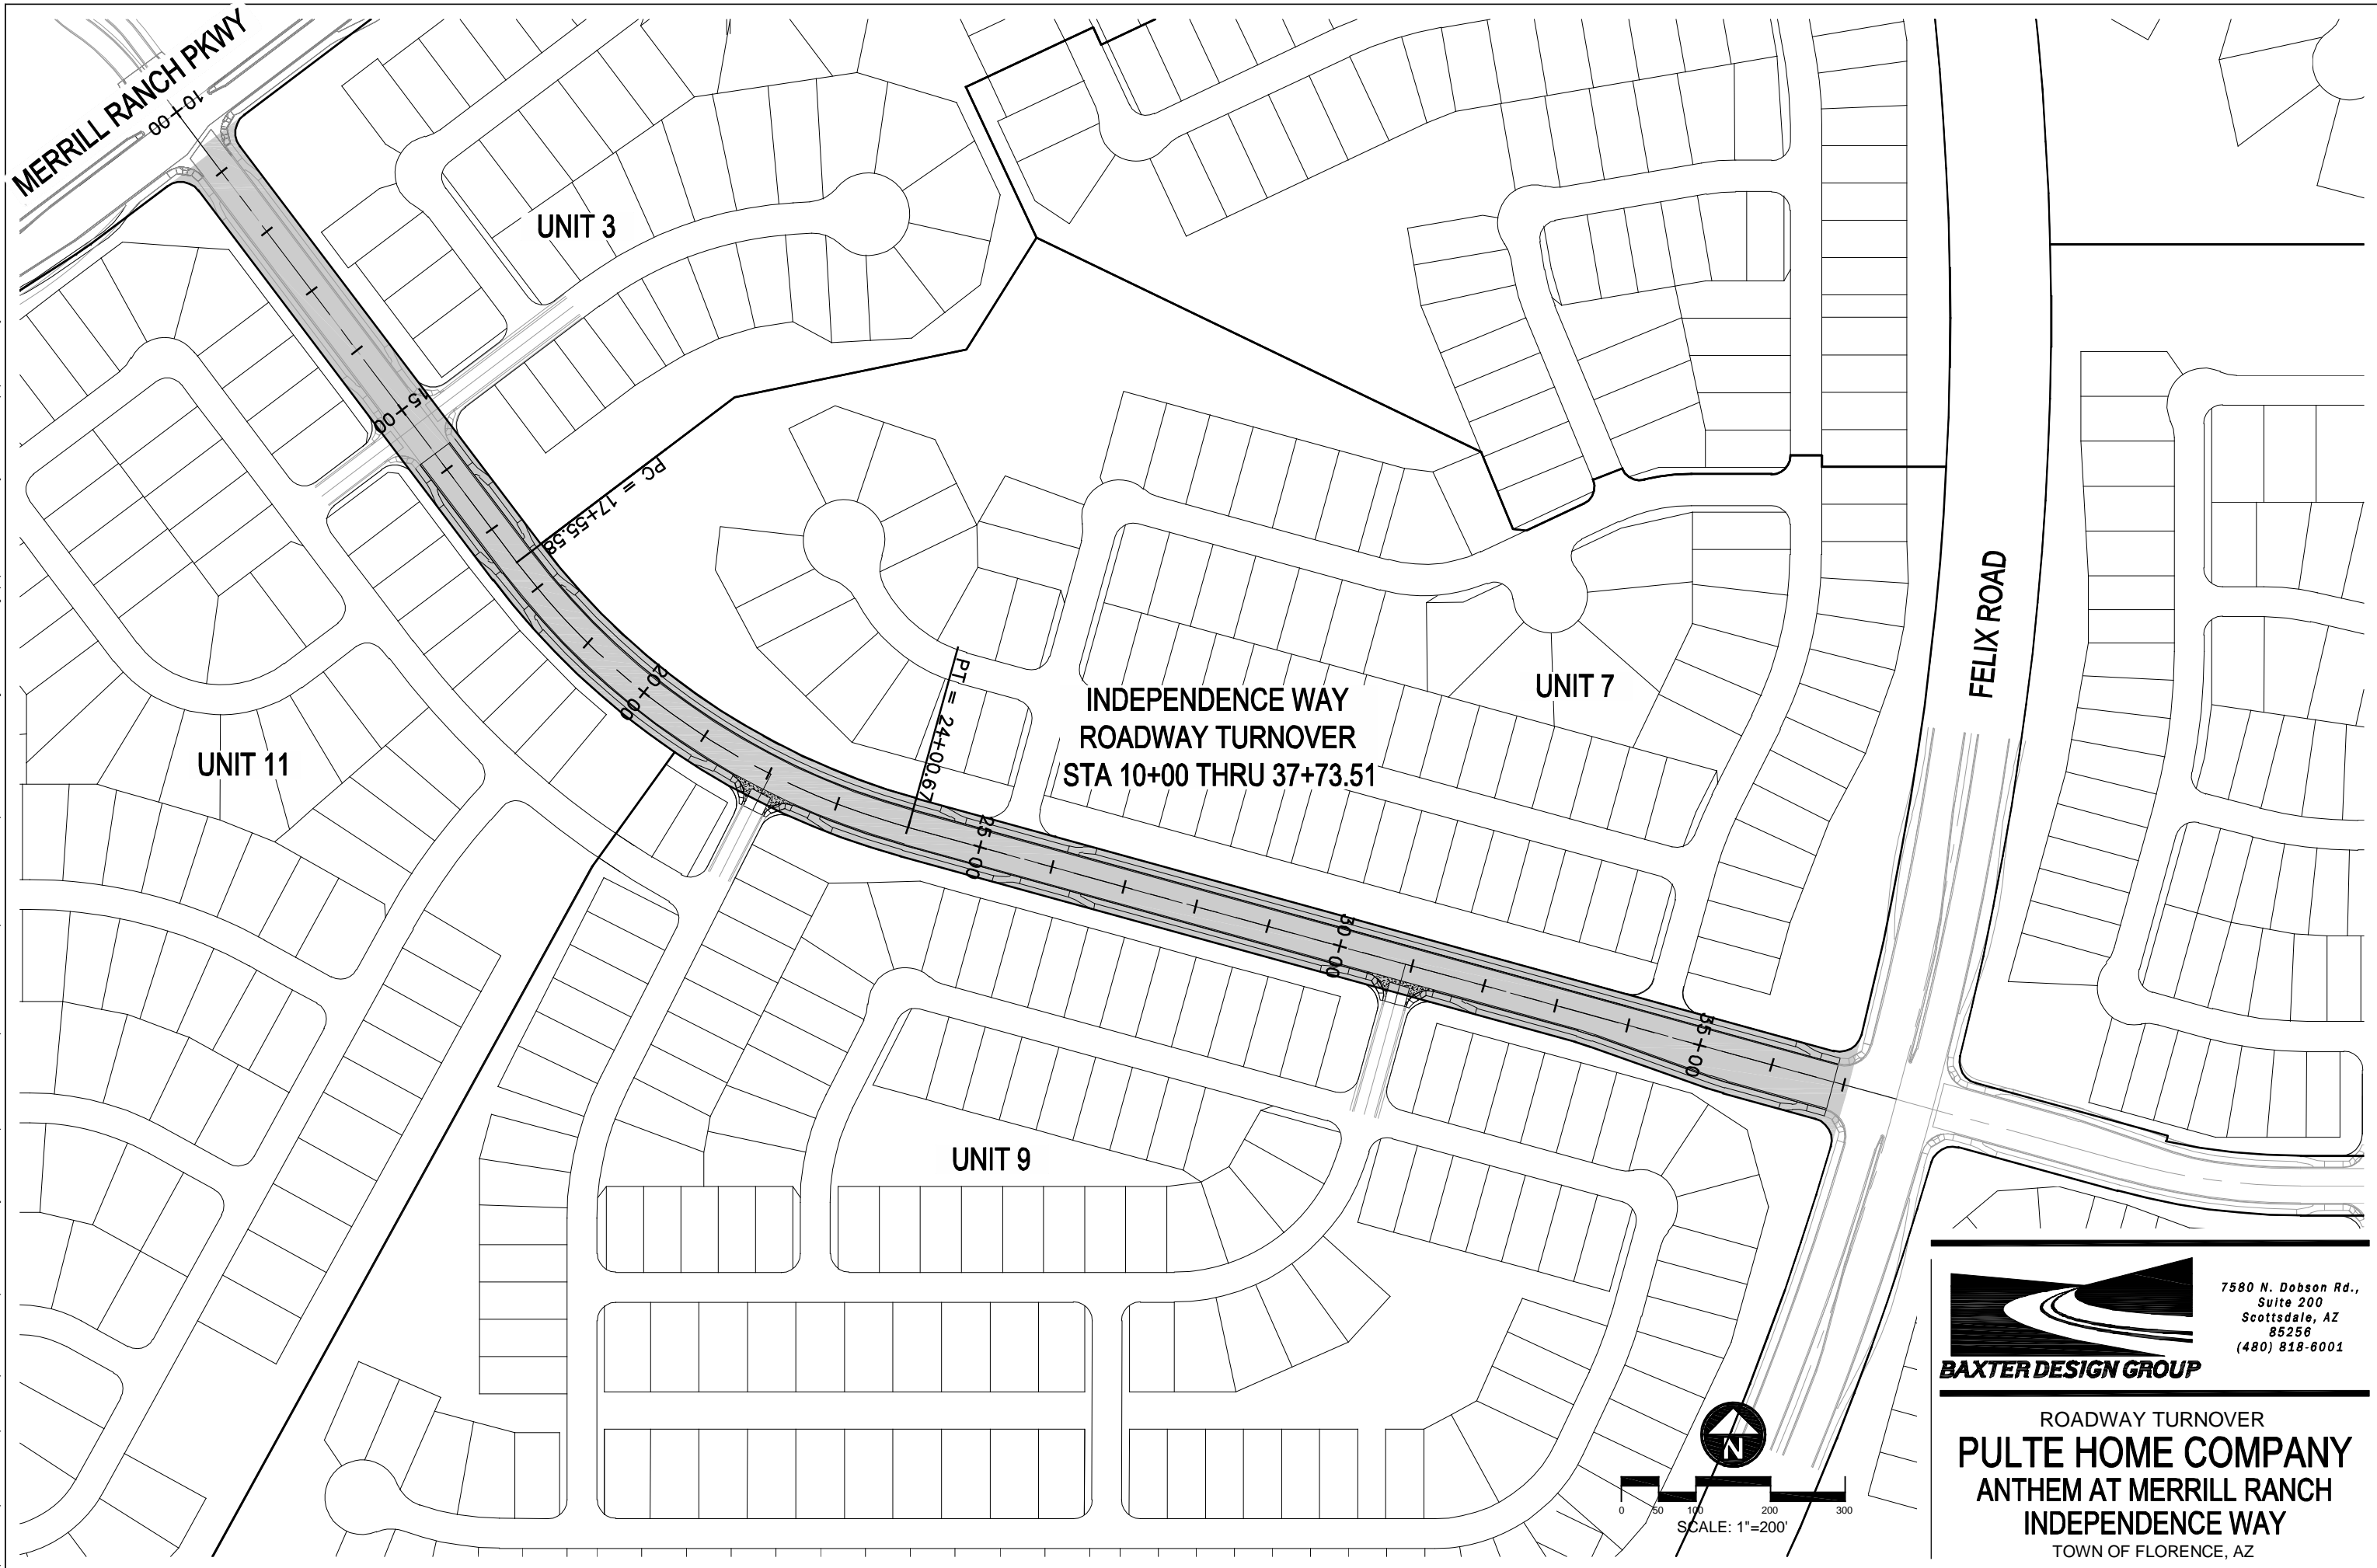 MERRILL RANCH PKWY
10+00
UNIT 3
15+00
PC = 17+55.58
20+00
UNIT 11
PT = 24+00.67
25+00
INDEPENDENCE WAY
ROADWAY TURNOVER
STA 10+00 THRU 37+73.51
UNIT 7
FELIX ROAD
30+00
35+00
UNIT 9
N
0 50 100 200 300
SCALE: 1"=200'
7580 N. Dobson Rd.,
Suite 200
Scottsdale, AZ
85256
(480) 818-6001
BAXTER DESIGN GROUP
ROADWAY TURNOVER
PULTE HOME COMPANY
ANTHEM AT MERRILL RANCH
INDEPENDENCE WAY
TOWN OF FLORENCE, AZ